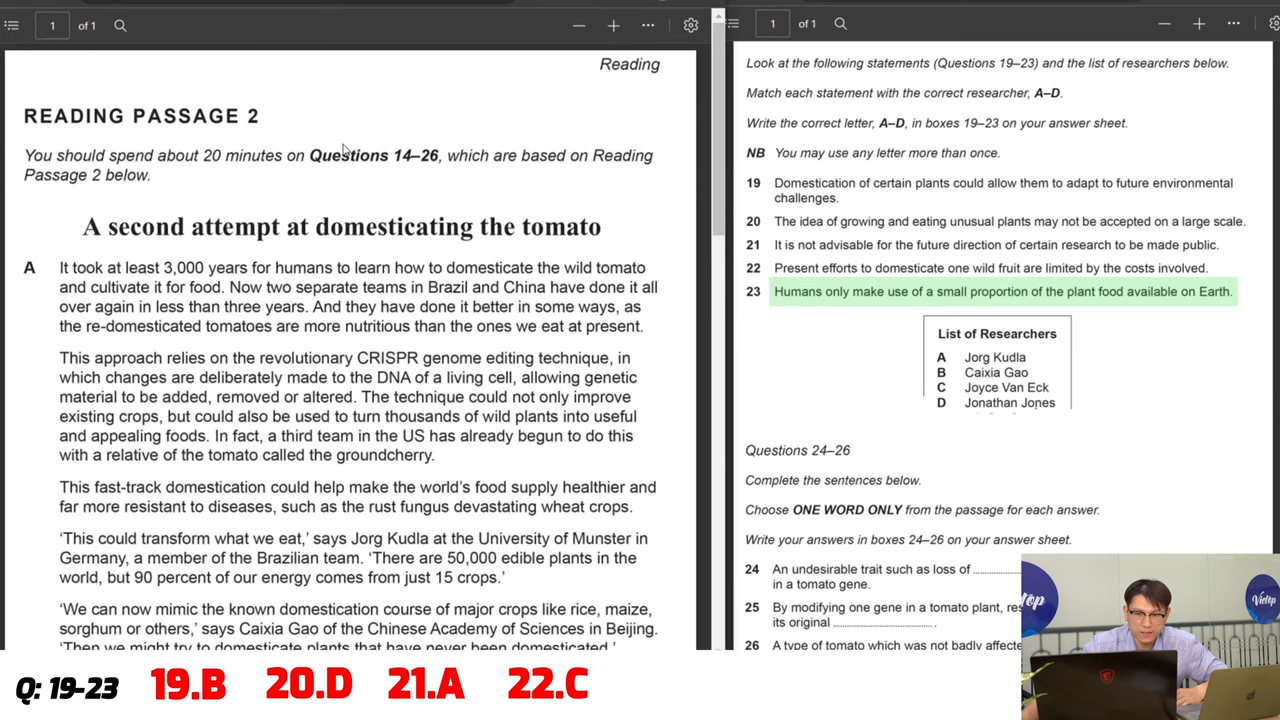 1 of 1
Reading
READING PASSAGE 2
You should spend about 20 minutes on Questions 14–26, which are based on Reading
Passage 2 below.
A second attempt at domesticating the tomato
A It took at least 3,000 years for humans to learn how to domesticate the wild tomato
and cultivate it for food. Now two separate teams in Brazil and China have done it all
over again in less than three years. And they have done it better in some ways, as
the re-domesticated tomatoes are more nutritious than the ones we eat at present.
This approach relies on the revolutionary CRISPR genome editing technique, in
which changes are deliberately made to the DNA of a living cell, allowing genetic
material to be added, removed or altered. The technique could not only improve
existing crops, but could also be used to turn thousands of wild plants into useful
and appealing foods. In fact, a third team in the US has already begun to do this
with a relative of the tomato called the groundcherry.
This fast-track domestication could help make the world's food supply healthier and
far more resistant to diseases, such as the rust fungus devastating wheat crops.
‘This could transform what we eat,’ says Jorg Kudla at the University of Munster in
Germany, a member of the Brazilian team. ‘There are 50,000 edible plants in the
world, but 90 percent of our energy comes from just 15 crops.’
‘We can now mimic the known domestication course of major crops like rice, maize,
sorghum or others,’ says Caixia Gao of the Chinese Academy of Sciences in Beijing.
‘Then we might try to domesticate plants that have never been domesticated.’
1 of 1
Look at the following statements (Questions 19–23) and the list of researchers below.
Match each statement with the correct researcher, A–D.
Write the correct letter, A–D, in boxes 19–23 on your answer sheet.
NB You may use any letter more than once.
19 Domestication of certain plants could allow them to adapt to future environmental
challenges.
20 The idea of growing and eating unusual plants may not be accepted on a large scale.
21 It is not advisable for the future direction of certain research to be made public.
22 Present efforts to domesticate one wild fruit are limited by the costs involved.
23 Humans only make use of a small proportion of the plant food available on Earth.
List of Researchers
A Jorg Kudla
B Caixia Gao
C Joyce Van Eck
D Jonathan Jones
Questions 24–26
Complete the sentences below.
Choose ONE WORD ONLY from the passage for each answer.
Write your answers in boxes 24–26 on your answer sheet.
24 An undesirable trait such as loss of ....................
in a tomato gene.
25 By modifying one gene in a tomato plant, res
its original ..............................
26 A type of tomato which was not badly affecte
Vietop
Q: 19-23 19.B 20.D 21.A 22.C